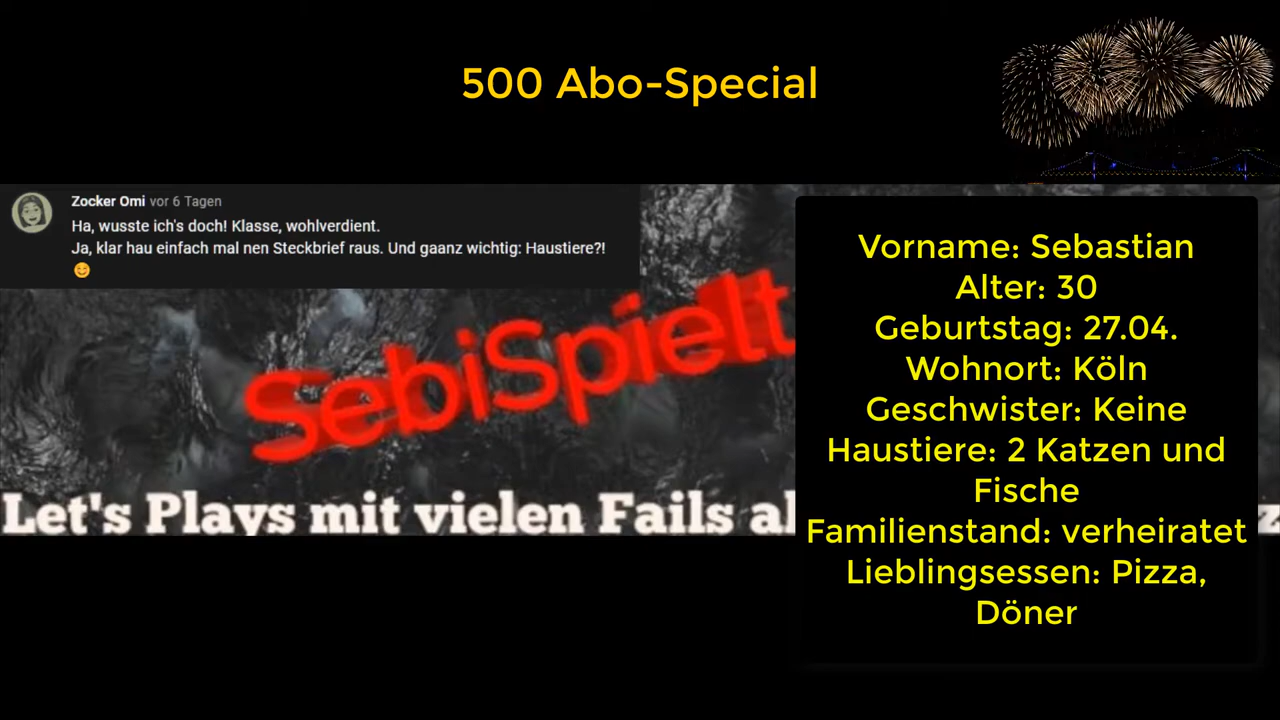 500 Abo-Special
Zocker Omi vor 6 Tagen
Ha, wusste ich's doch! Klasse, wohlverdient.
Ja, klar hau einfach mal nen Steckbrief raus. Und gaanz wichtig: Haustiere?!
😊
SebiSpielt
Let's Plays mit vielen Fails
Vorname: Sebastian
Alter: 30
Geburtstag: 27.04.
Wohnort: Köln
Geschwister: Keine
Haustiere: 2 Katzen und
Fische
Familienstand: verheiratet
Lieblingsessen: Pizza,
Döner